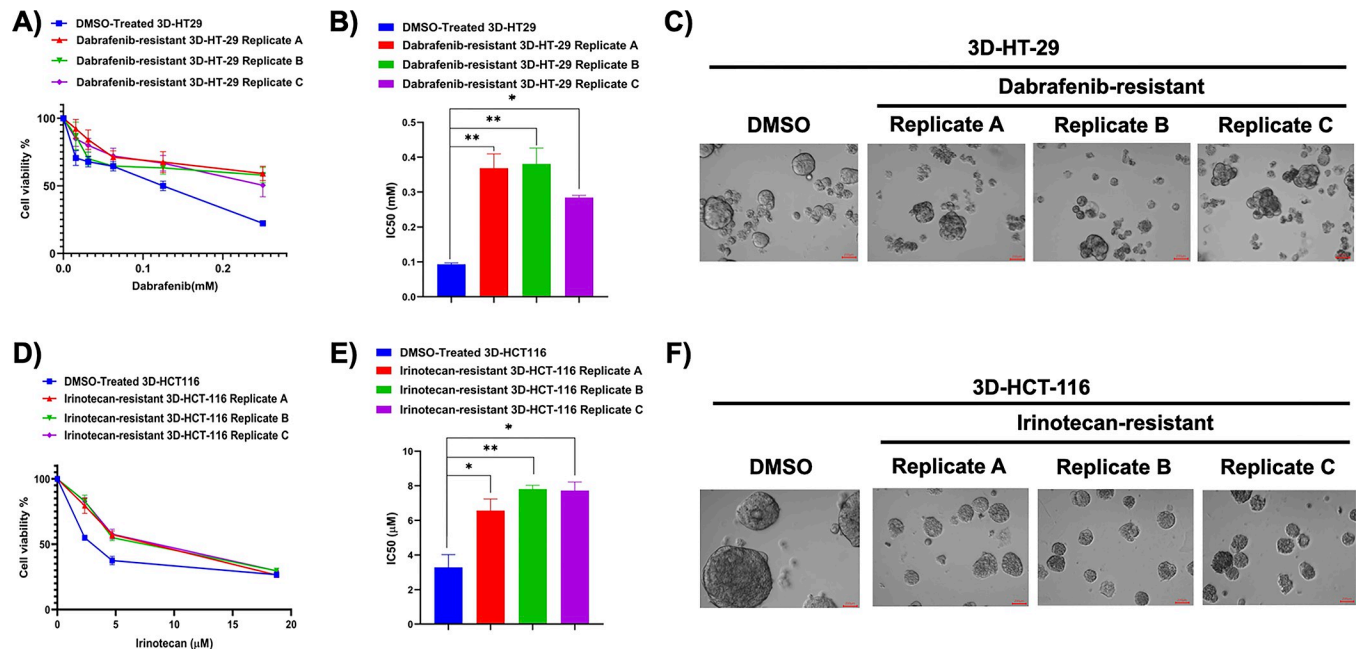 A)
DMSO-Treated 3D-HT29
Dabrafenib-resistant 3D-HT-29 Replicate A
Dabrafenib-resistant 3D-HT-29 Replicate B
Dabrafenib-resistant 3D-HT-29 Replicate C
Cell viability %
100
50
0
0.0
0.1
0.2
Dabrafenib(mM)
B)
DMSO-Treated 3D-HT29
Dabrafenib-resistant 3D-HT-29 Replicate A
Dabrafenib-resistant 3D-HT-29 Replicate B
Dabrafenib-resistant 3D-HT-29 Replicate C
*
**
**
IC50 (mM)
0.5
0.4
0.3
0.2
0.1
0.0
C)
3D-HT-29
Dabrafenib-resistant
DMSO
Replicate A
Replicate B
Replicate C
D)
DMSO-Treated 3D-HCT116
Irinotecan-resistant 3D-HCT-116 Replicate A
Irinotecan-resistant 3D-HCT-116 Replicate B
Irinotecan-resistant 3D-HCT-116 Replicate C
Cell viability %
100
50
0
0
5
10
15
20
Irinotecan (μM)
E)
DMSO-Treated 3D-HCT116
Irinotecan-resistant 3D-HCT-116 Replicate A
Irinotecan-resistant 3D-HCT-116 Replicate B
Irinotecan-resistant 3D-HCT-116 Replicate C
*
**
*
IC50 (μM)
10
8
6
4
2
0
F)
3D-HCT-116
Irinotecan-resistant
DMSO
Replicate A
Replicate B
Replicate C